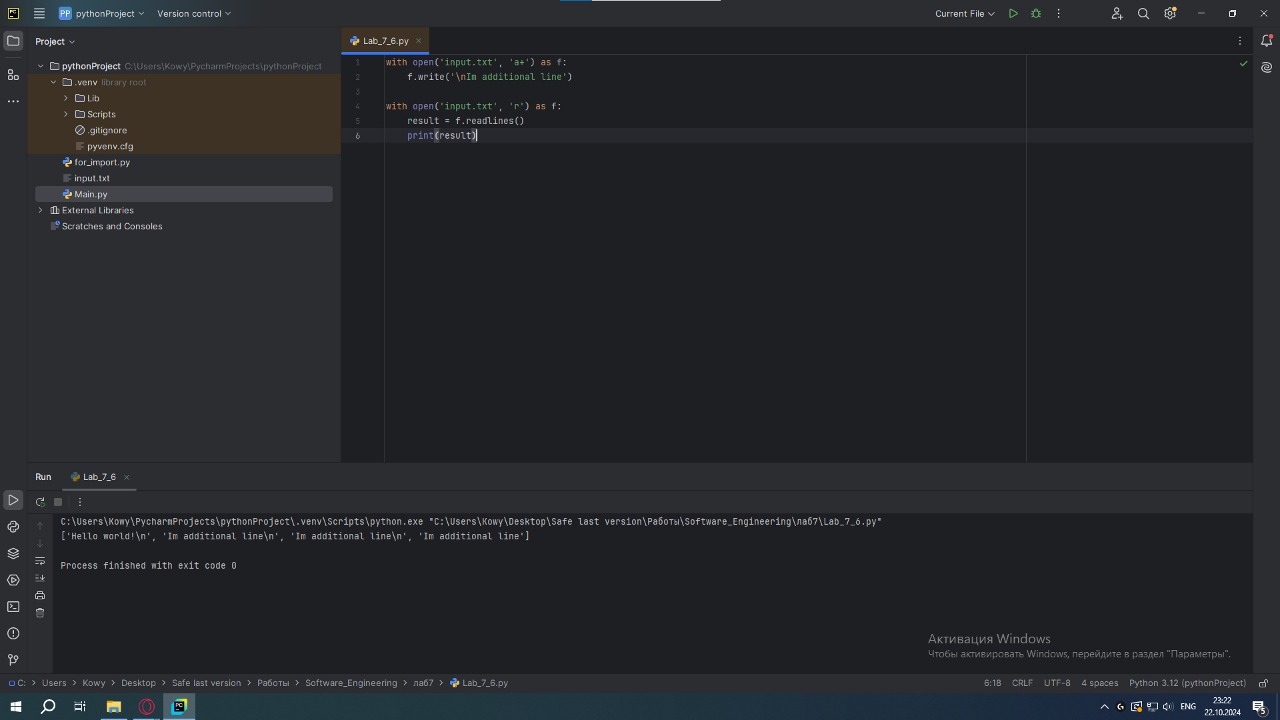 PP pythonProject Version control Current File
Project
Lab_7_6.py
pythonProject C:\Users\Kowy\PycharmProjects\pythonProject
.venv library root
Lib
Scripts
.gitignore
pyvenv.cfg
for_import.py
input.txt
Main.py
External Libraries
Scratches and Consoles
1 with open('input.txt', 'a+') as f:
2 f.write('\nIm additional line')
3
4 with open('input.txt', 'r') as f:
5 result = f.readlines()
6 print(result)
Run Lab_7_6
C:\Users\Kowy\PycharmProjects\pythonProject\.venv\Scripts\python.exe "C:\Users\Kowy\Desktop\Safe last version\Работы\Software_Engineering\лаб7\Lab_7_6.py"
['Hello world!\n', 'Im additional line\n', 'Im additional line\n', 'Im additional line']
Process finished with exit code 0
Активация Windows
Чтобы активировать Windows, перейдите в раздел "Параметры".
C: Users Kowy Desktop Safe last version Работы Software_Engineering лаб7 Lab_7_6.py 6:18 CRLF UTF-8 4 spaces Python 3.12 (pythonProject)
PC ENG 23:22
22.10.2024